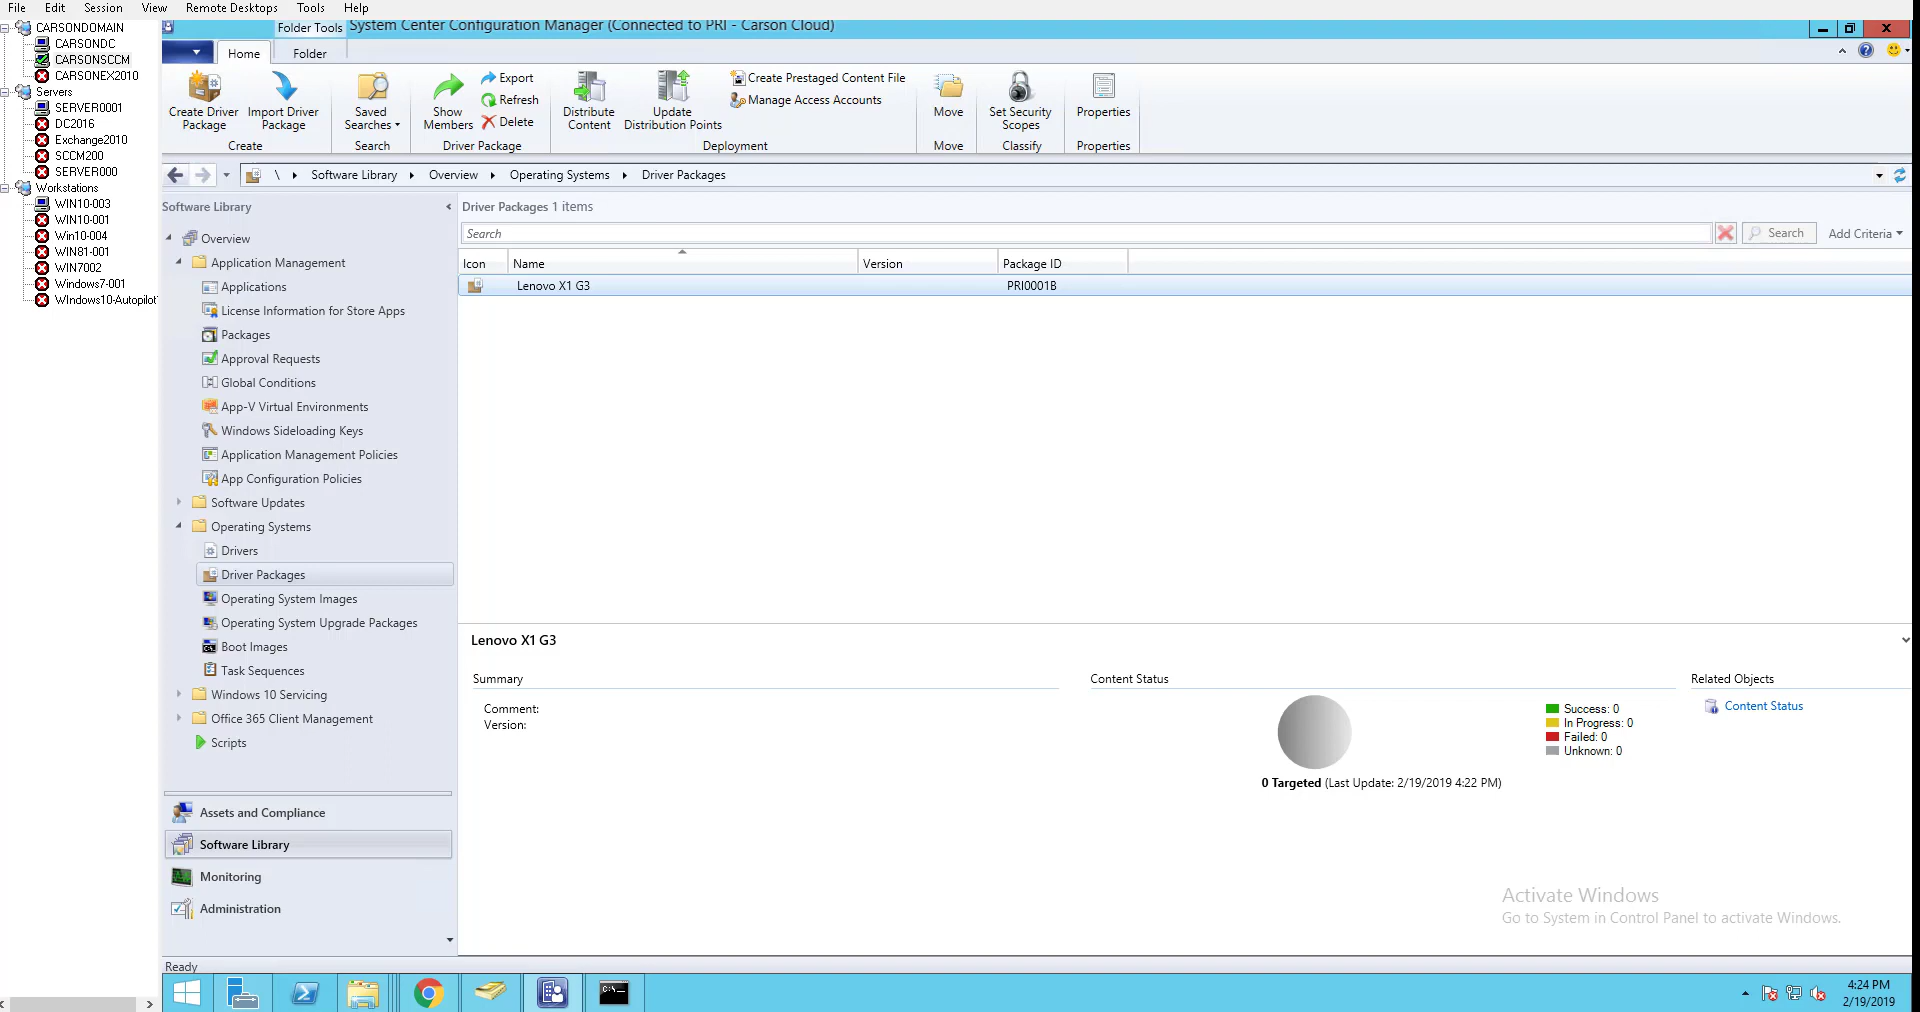 File Edit Session View Remote Desktops Tools Help
CARSONDOMAIN
CARSONDC
CARSONSCCM
CARSONEX2010
Servers
SERVER0001
DC2016
Exchange2010
SCCM200
SERVER000
Workstations
WIN10-003
WIN10-001
Win10-004
WIN81-001
WIN7002
Windows7-001
WIndows10-Autopilot
Folder Tools System Center Configuration Manager (Connected to PRI - Carson Cloud)
Home Folder
Create Driver Package
Import Driver Package
Create
Saved Searches
Search
Show Members
Export
Refresh
Delete
Driver Package
Distribute Content
Update Distribution Points
Create Prestaged Content File
Manage Access Accounts
Deployment
Move
Move
Set Security Scopes
Classify
Properties
Properties
\ Software Library Overview Operating Systems Driver Packages
Software Library
Overview
Application Management
Applications
License Information for Store Apps
Packages
Approval Requests
Global Conditions
App-V Virtual Environments
Windows Sideloading Keys
Application Management Policies
App Configuration Policies
Software Updates
Operating Systems
Drivers
Driver Packages
Operating System Images
Operating System Upgrade Packages
Boot Images
Task Sequences
Windows 10 Servicing
Office 365 Client Management
Scripts
Assets and Compliance
Software Library
Monitoring
Administration
Driver Packages 1 items
Search Search Add Criteria
Icon Name Version Package ID
Lenovo X1 G3 PRI0001B
Lenovo X1 G3
Summary
Comment:
Version:
Content Status
Success: 0
In Progress: 0
Failed: 0
Unknown: 0
0 Targeted (Last Update: 2/19/2019 4:22 PM)
Related Objects
Content Status
Activate Windows
Go to System in Control Panel to activate Windows.
Ready
4:24 PM
2/19/2019